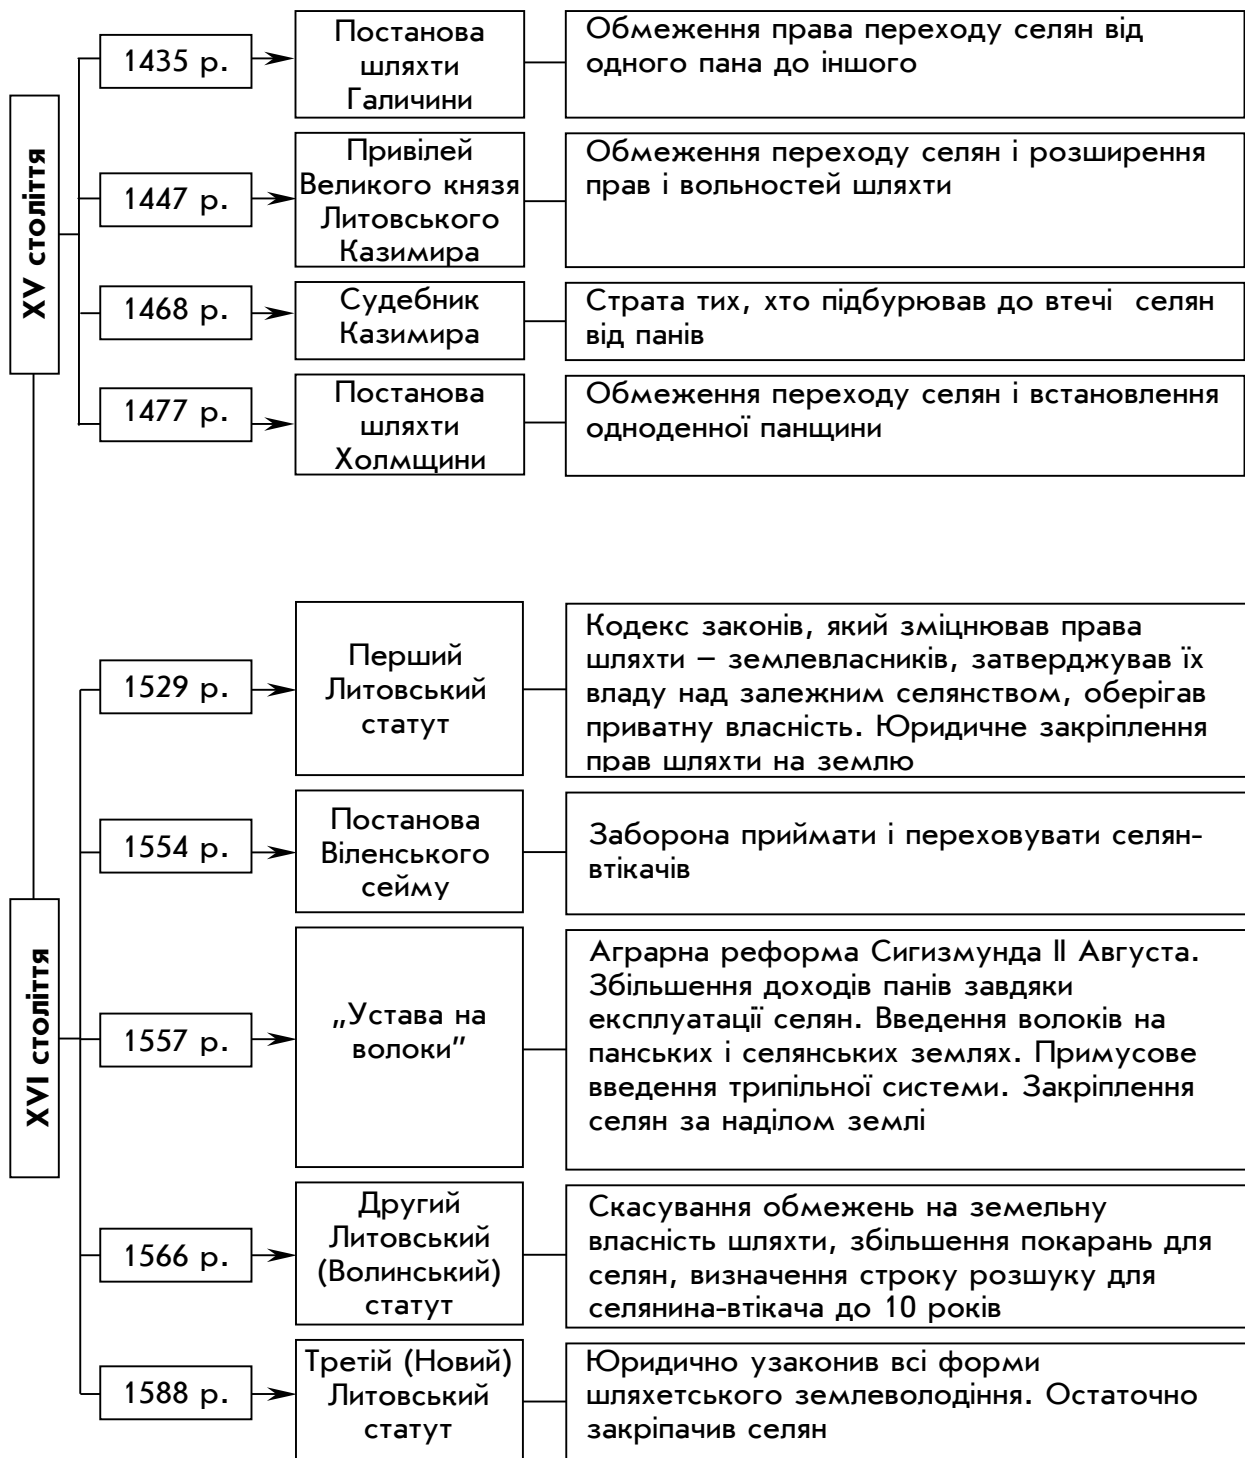 XV століття
1435 р.
Постанова
шляхти
Галичини
Обмеження права переходу селян від
одного пана до іншого
1447 р.
Привілей
Великого князя
Литовського
Казимира
Обмеження переходу селян і розширення
прав і вольностей шляхти
1468 р.
Судебник
Казимира
Страта тих, хто підбурював до втечі селян
від панів
1477 р.
Постанова
шляхти
Холмщини
Обмеження переходу селян і встановлення
одноденної панщини
XVI століття
1529 р.
Перший
Литовський
статут
Кодекс законів, який зміцнював права
шляхти – землевласників, затверджував їх
владу над залежним селянством, оберігав
приватну власність. Юридичне закріплення
прав шляхти на землю
1554 р.
Постанова
Віленського
сейму
Заборона приймати і переховувати селян-
втікачів
1557 р.
„Устава на
волоки”
Аграрна реформа Сигизмунда II Августа.
Збільшення доходів панів завдяки
експлуатації селян. Введення волоків на
панських і селянських землях. Примусове
введення трипільної системи. Закріплення
селян за наділом землі
1566 р.
Другий
Литовський
(Волинський)
статут
Скасування обмежень на земельну
власність шляхти, збільшення покарань для
селян, визначення строку розшуку для
селянина-втікача до 10 років
1588 р.
Третій (Новий)
Литовський
статут
Юридично узаконив всі форми
шляхетського землеволодіння. Остаточно
закріпачив селян